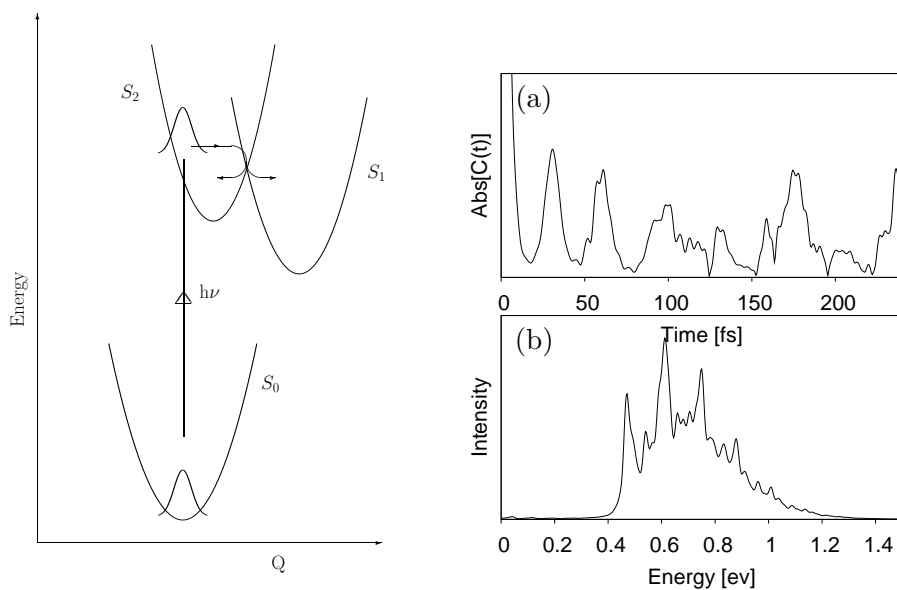 Energy
Q
S₂
S₁
hν
S₀
(a)
Abs[C(t)]
0 50 100 150 200
Time [fs]
(b)
Intensity
0 0.2 0.4 0.6 0.8 1 1.2 1.4
Energy [ev]